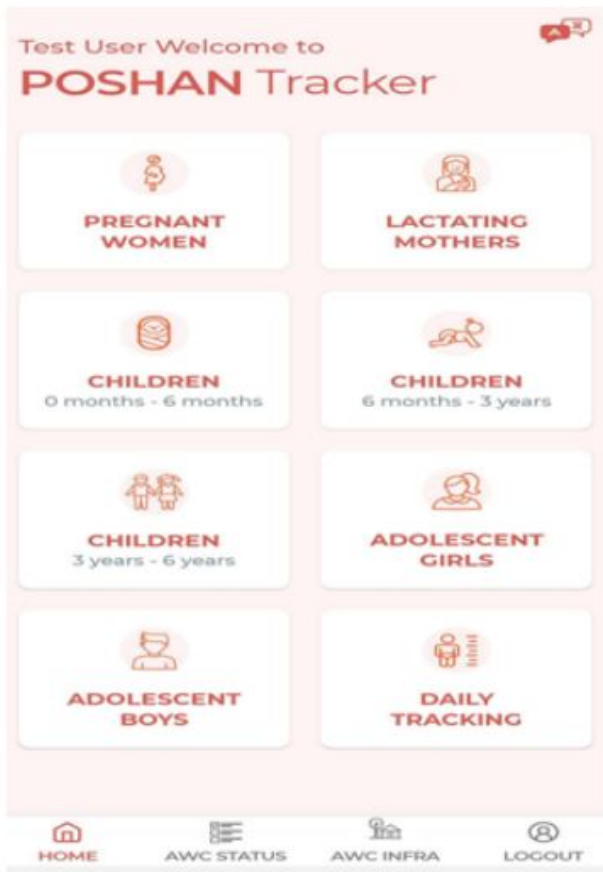 Test User Welcome to
POSHAN Tracker
PREGNANT
WOMEN
LACTATING
MOTHERS
CHILDREN
0 months - 6 months
CHILDREN
6 months - 3 years
CHILDREN
3 years - 6 years
ADOLESCENT
GIRLS
ADOLESCENT
BOYS
DAILY
TRACKING
HOME
AWC STATUS
AWC INFRA
LOGOUT